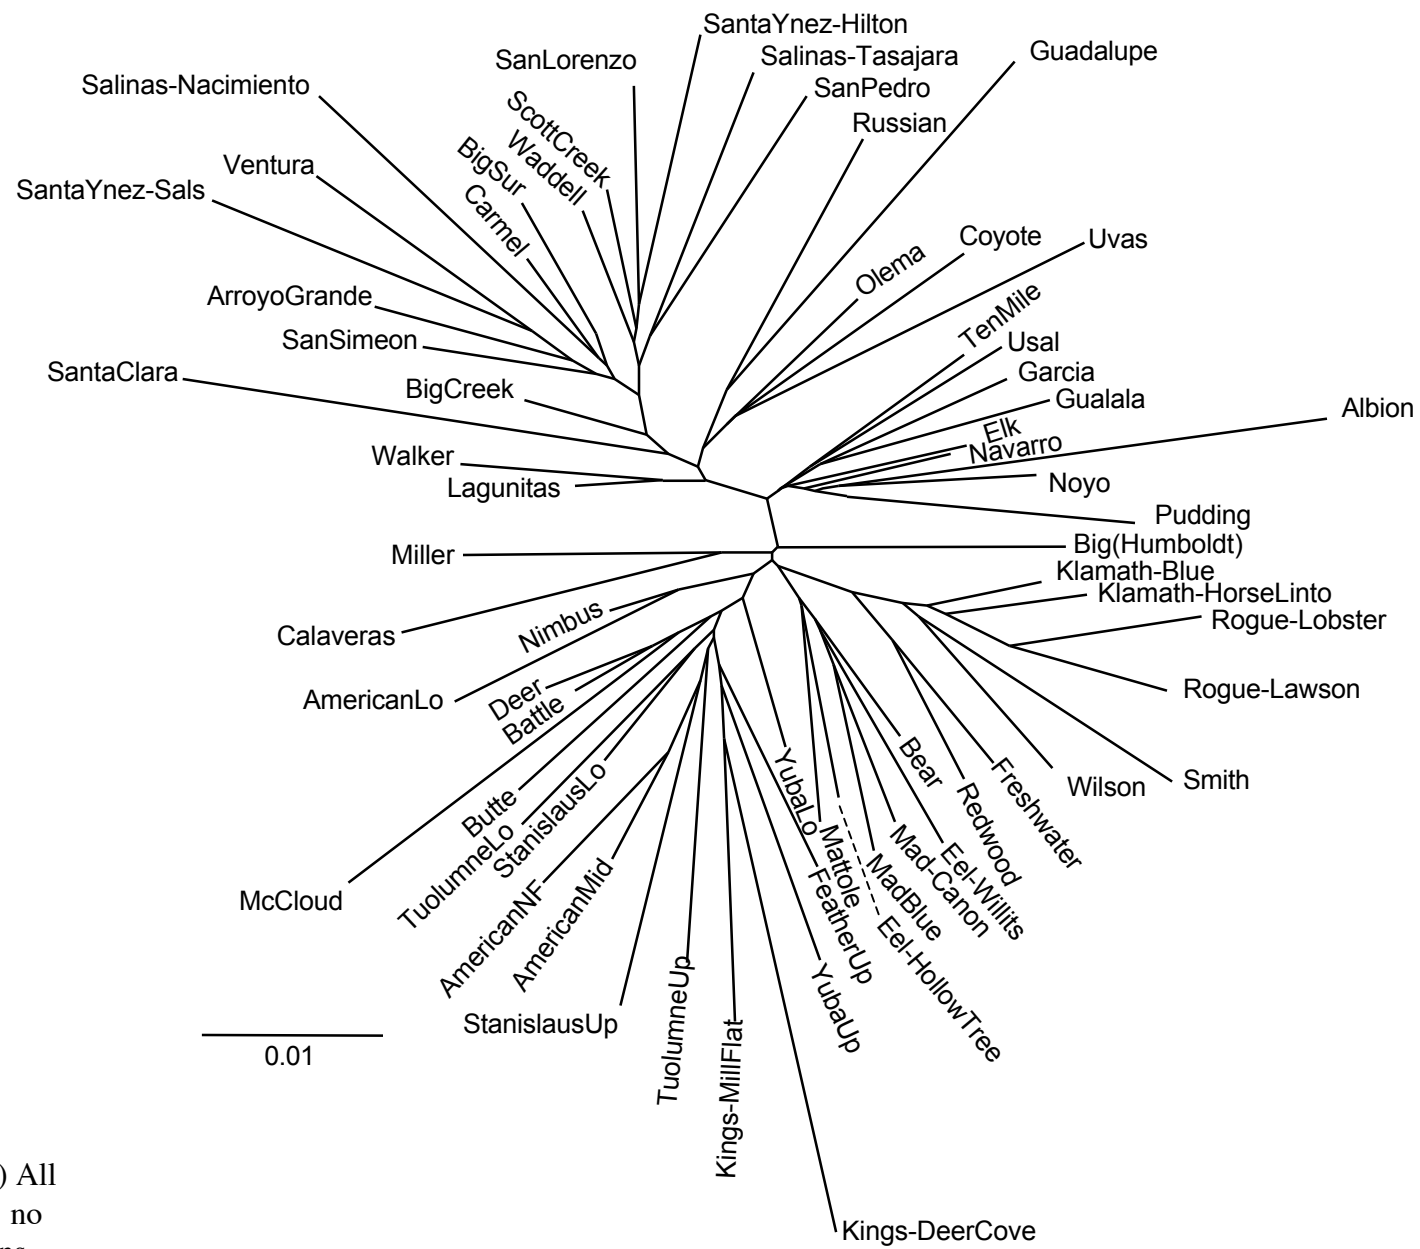 SantaYnez-Hilton
SanLorenzo
Salinas-Tasajara
Guadalupe
Salinas-Nacimiento
SanPedro
ScottCreek
Russian
Waddell
BigSur
Ventura
SantaYnez-Sals
Carmel
Coyote
Uvas
Olema
ArroyoGrande
TenMile
SanSimeon
Usal
SantaClara
Garcia
BigCreek
Gualala
Albion
Elk
Navarro
Walker
Lagunitas
Noyo
Pudding
Miller
Big(Humboldt)
Klamath-Blue
Klamath-HorseLinto
Rogue-Lobster
Nimbus
Calaveras
AmericanLo
Deer
Battle
Rogue-Lawson
Bear
YubaLo
Freshwater
Wilson
Smith
Redwood
Butte
TuolumneLo
StanislausLo
Mattole
Mad-Canon
Eel-Willits
MadBlue
FeatherUp
McCloud
AmericanNF
AmericanMid
Eel-HollowTree
YubaUp
StanislausUp
TuolumneUp
Kings-MillFlat
0.01
) All
no
Kings-DeerCove